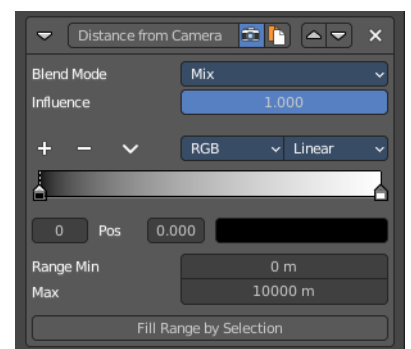 Distance from Camera
Blend Mode Mix
Influence 1.000
RGB Linear
0 Pos 0.000
Range Min 0 m
Max 10000 m
Fill Range by Selection